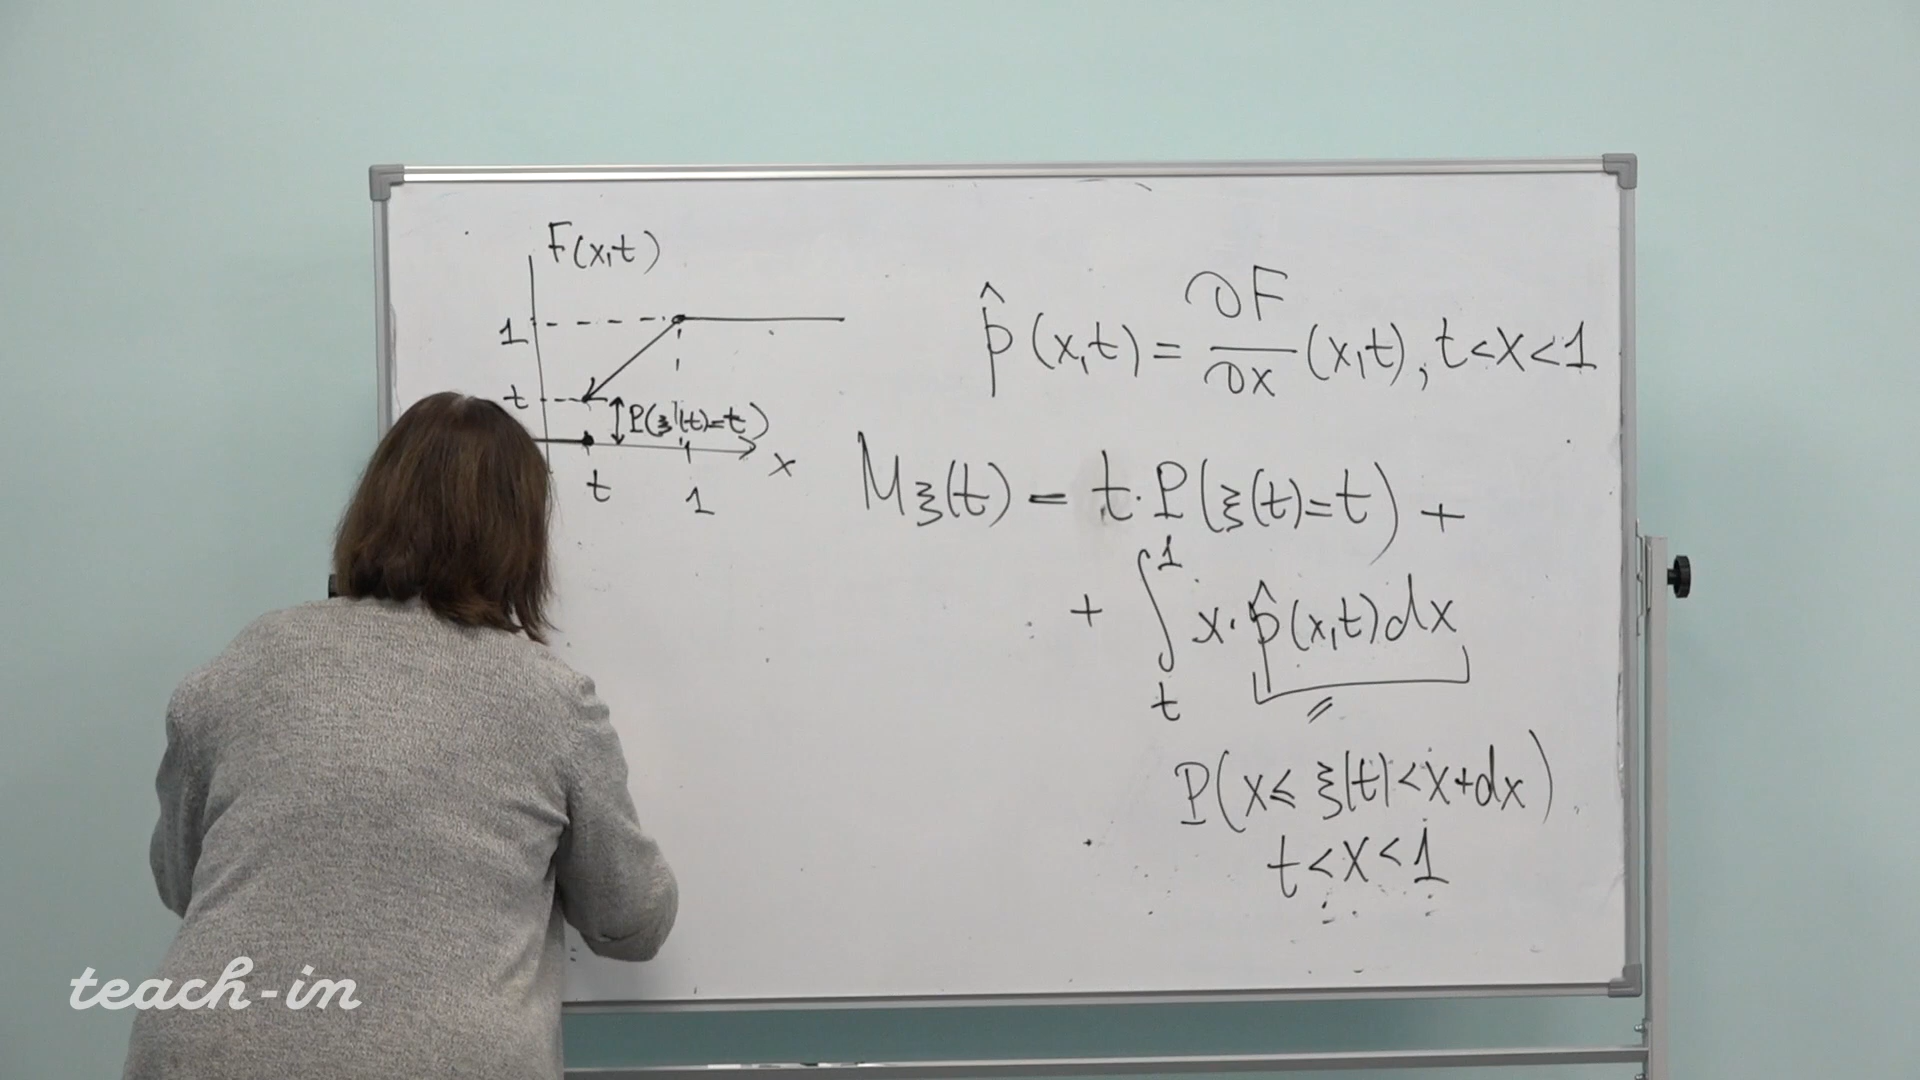 F(x,t)
1
t
P(ξ(t)=t)
x
t
1
p̂(x,t) = ∂F/∂x (x,t), t<x<1
Mξ(t) = t·P(ξ(t)=t) +
+ ∫_t^1 x·p̂(x,t)dx
=
P(x≤ξ(t)<x+dx)
t<x<1
teach-in